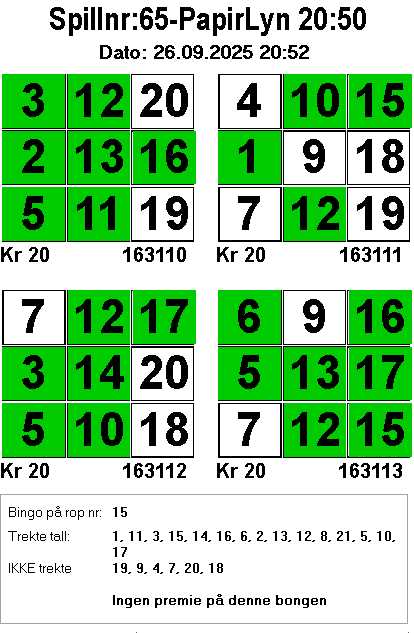 Spillnr:65-PapirLyn 20:50
Dato: 26.09.2025 20:52
3 12 20
2 13 16
5 11 19
Kr 20 163110
4 10 15
1 9 18
7 12 19
Kr 20 163111
7 12 17
3 14 20
5 10 18
Kr 20 163112
6 9 16
5 13 17
7 12 15
Kr 20 163113
Bingo på rop nr: 15
Trekte tall: 1, 11, 3, 15, 14, 16, 6, 2, 13, 12, 8, 21, 5, 10,
17
IKKE trekte 19, 9, 4, 7, 20, 18
Ingen premie på denne bongen